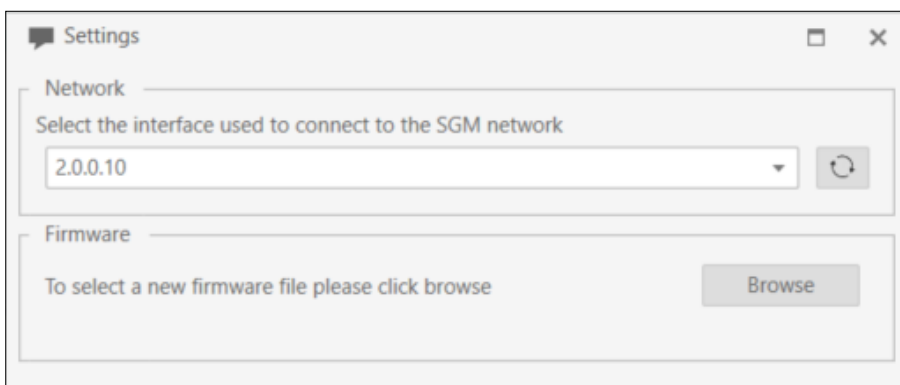 Settings
Network
Select the interface used to connect to the SGM network
2.0.0.10
Firmware
To select a new firmware file please click browse
Browse